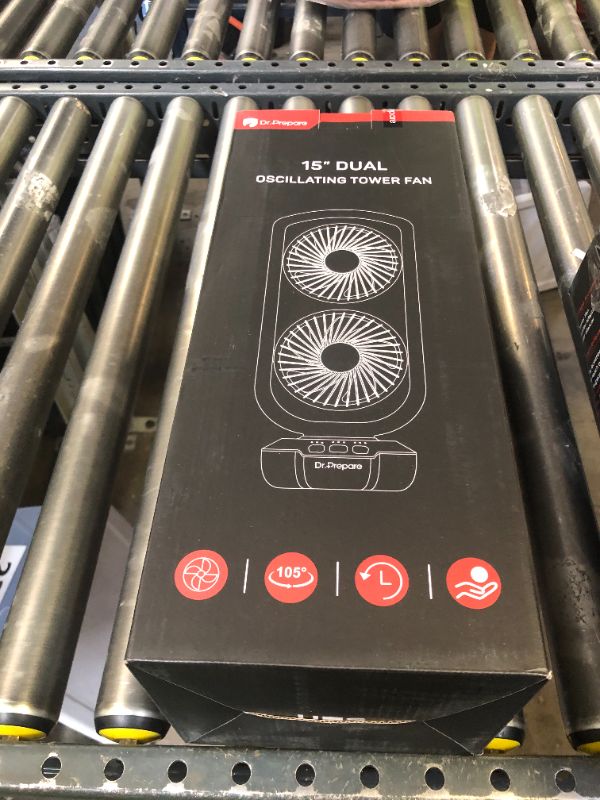 Dr.Prepare
15" DUAL
OSCILLATING TOWER FAN
Dr.Prepare
105°